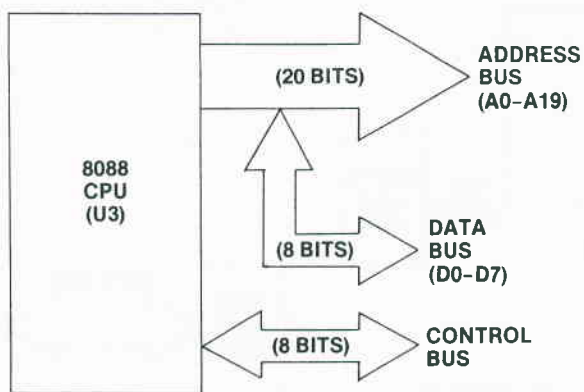 8088
CPU
(U3)
(20 BITS)
ADDRESS
BUS
(A0-A19)
(8 BITS)
DATA
BUS
(D0-D7)
(8 BITS)
CONTROL
BUS